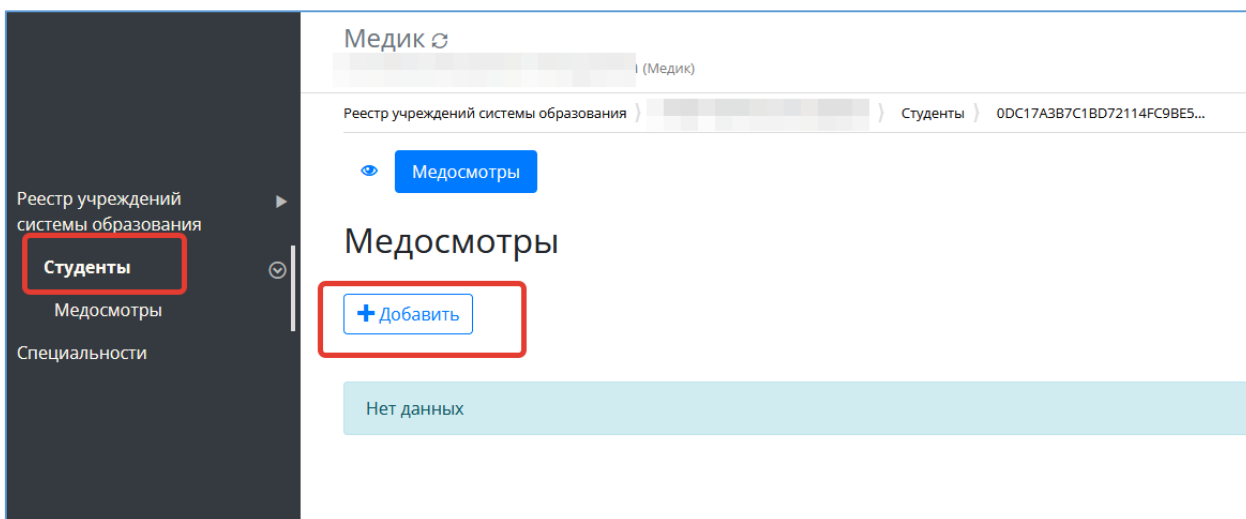 Медик
(Медик)
Реестр учреждений системы образования
Студенты
0DC17A3B7C1BD72114FC9BE5...
Медосмотры
Реестр учреждений
системы образования
Студенты
Медосмотры
Специальности
Медосмотры
Добавить
Нет данных